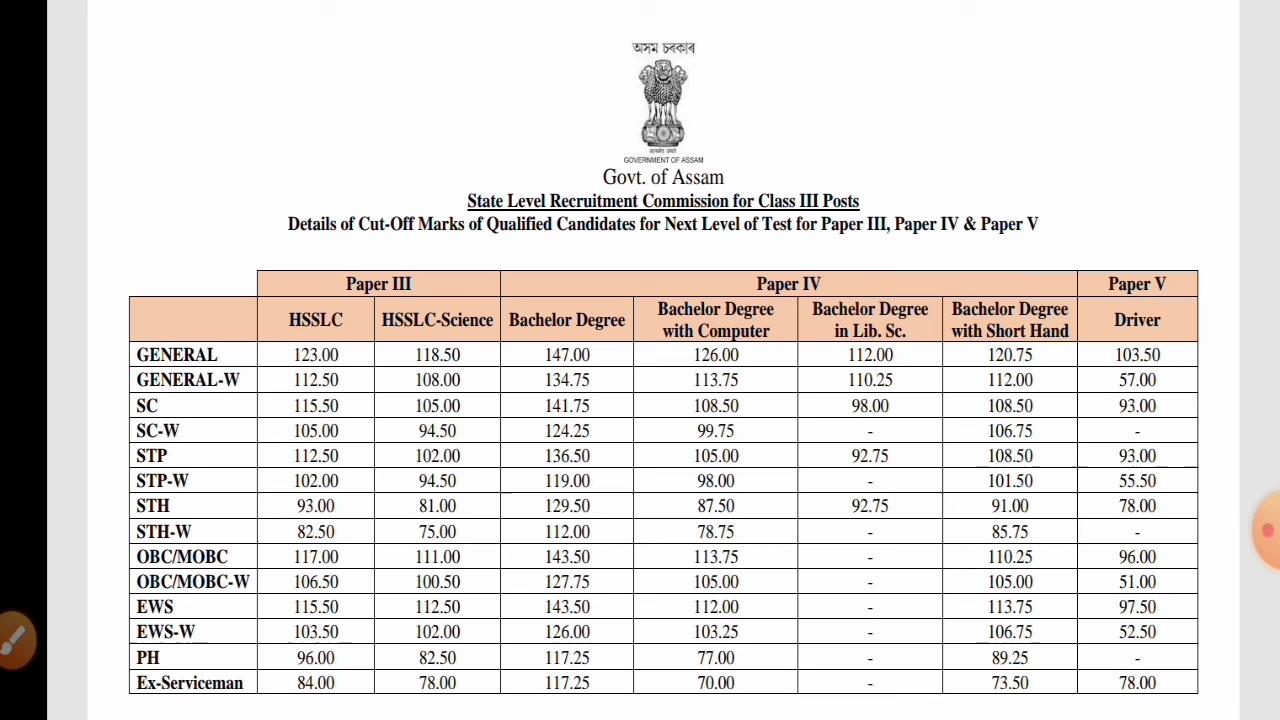 অসম চৰকাৰ
GOVERNMENT OF ASSAM
Govt. of Assam
State Level Recruitment Commission for Class III Posts
Details of Cut-Off Marks of Qualified Candidates for Next Level of Test for Paper III, Paper IV & Paper V
Paper III Paper IV Paper V
HSSLC HSSLC-Science Bachelor Degree Bachelor Degree with Computer Bachelor Degree in Lib. Sc. Bachelor Degree with Short Hand Driver
GENERAL 123.00 118.50 147.00 126.00 112.00 120.75 103.50
GENERAL-W 112.50 108.00 134.75 113.75 110.25 112.00 57.00
SC 115.50 105.00 141.75 108.50 98.00 108.50 93.00
SC-W 105.00 94.50 124.25 99.75 - 106.75 -
STP 112.50 102.00 136.50 105.00 92.75 108.50 93.00
STP-W 102.00 94.50 119.00 98.00 - 101.50 55.50
STH 93.00 81.00 129.50 87.50 92.75 91.00 78.00
STH-W 82.50 75.00 112.00 78.75 - 85.75 -
OBC/MOBC 117.00 111.00 143.50 113.75 - 110.25 96.00
OBC/MOBC-W 106.50 100.50 127.75 105.00 - 105.00 51.00
EWS 115.50 112.50 143.50 112.00 - 113.75 97.50
EWS-W 103.50 102.00 126.00 103.25 - 106.75 52.50
PH 96.00 82.50 117.25 77.00 - 89.25 -
Ex-Serviceman 84.00 78.00 117.25 70.00 - 73.50 78.00